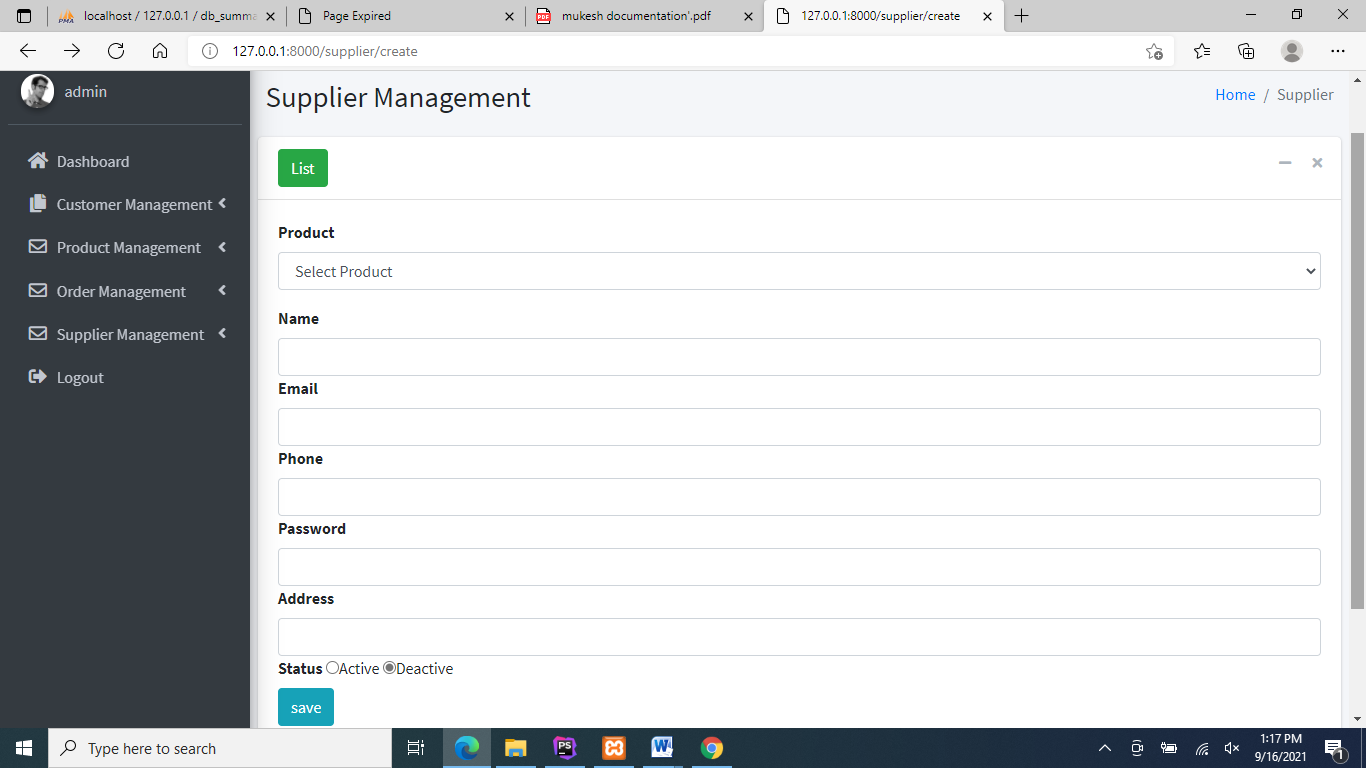 localhost / 127.0.0.1 / db_summa
Page Expired
mukesh documentation'.pdf
127.0.0.1:8000/supplier/create
127.0.0.1:8000/supplier/create
admin
Supplier Management
Home / Supplier
Dashboard
Customer Management
Product Management
Order Management
Supplier Management
Logout
List
Product
Select Product
Name
Email
Phone
Password
Address
Status Active Deactive
save
Type here to search
1:17 PM
9/16/2021
1